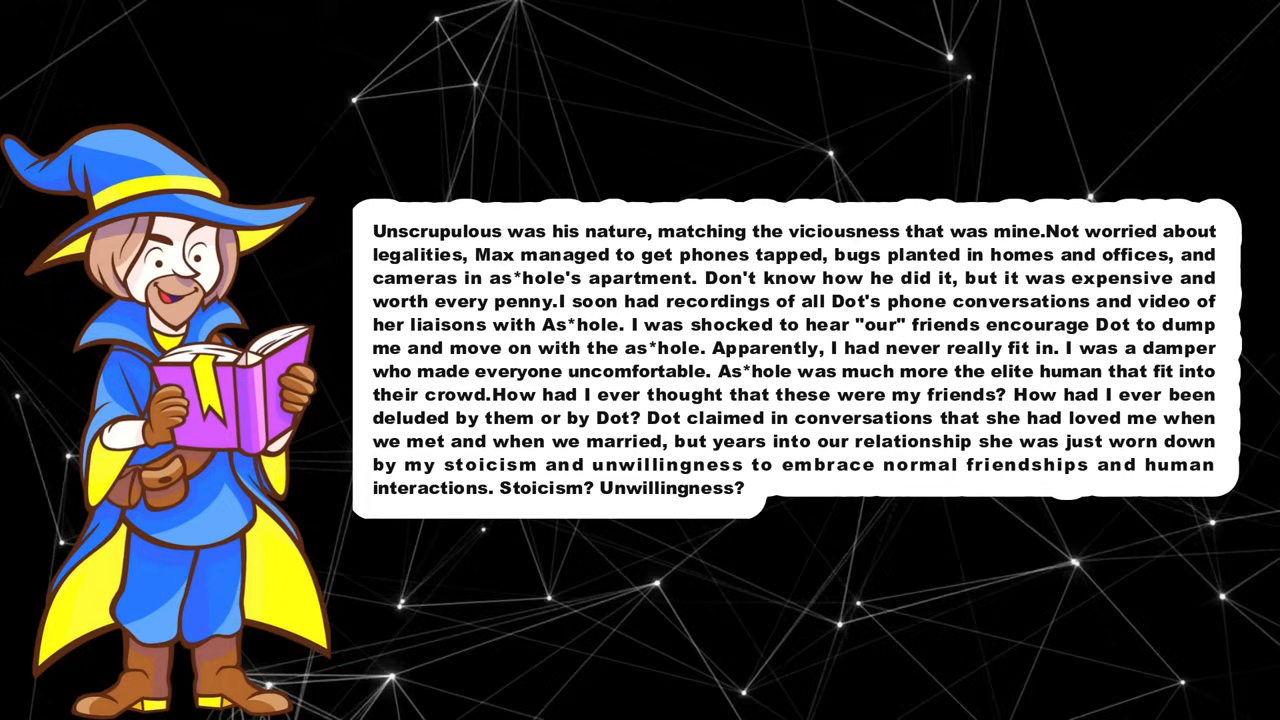 Unscrupulous was his nature, matching the viciousness that was mine.Not worried about
legalities, Max managed to get phones tapped, bugs planted in homes and offices, and
cameras in as*hole's apartment. Don't know how he did it, but it was expensive and
worth every penny.I soon had recordings of all Dot's phone conversations and video of
her liaisons with As*hole. I was shocked to hear "our" friends encourage Dot to dump
me and move on with the as*hole. Apparently, I had never really fit in. I was a damper
who made everyone uncomfortable. As*hole was much more the elite human that fit into
their crowd.How had I ever thought that these were my friends? How had I ever been
deluded by them or by Dot? Dot claimed in conversations that she had loved me when
we met and when we married, but years into our relationship she was just worn down
by my stoicism and unwillingness to embrace normal friendships and human
interactions. Stoicism? Unwillingness?